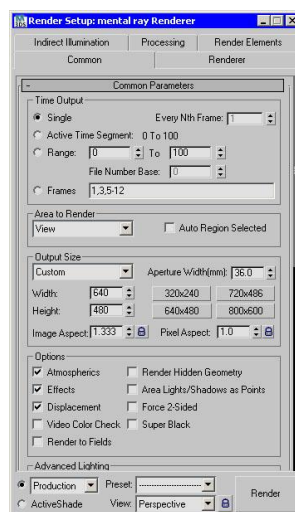 Render Setup: mental ray Renderer
Indirect Illumination Processing Render Elements
Common Renderer
- Common Parameters
Time Output
Single Every Nth Frame: 1
Active Time Segment: 0 To 100
Range: 0 To 100
File Number Base: 0
Frames 1,3,5-12
Area to Render
View Auto Region Selected
Output Size
Custom Aperture Width(mm): 36.0
Width: 640 320x240 720x486
Height: 480 640x480 800x600
Image Aspect: 1.333 Pixel Aspect: 1.0
Options
Atmospherics Render Hidden Geometry
Effects Area Lights/Shadows as Points
Displacement Force 2-Sided
Video Color Check Super Black
Render to Fields
Advanced Lighting
Production Preset: -----------------------
ActiveShade View: Perspective Render